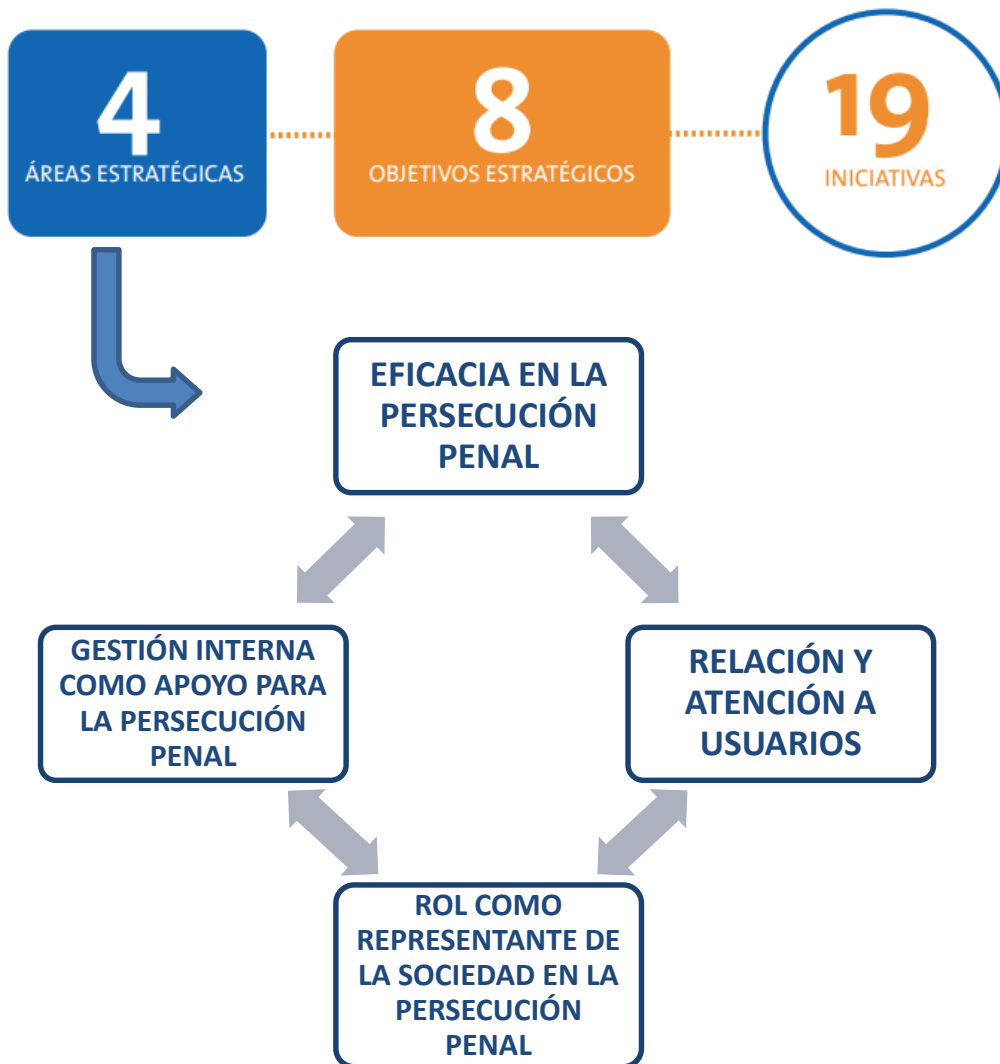 4
ÁREAS ESTRATÉGICAS
8
OBJETIVOS ESTRATÉGICOS
19
INICIATIVAS
EFICACIA EN LA
PERSECUCIÓN
PENAL
GESTIÓN INTERNA
COMO APOYO PARA
LA PERSECUCIÓN
PENAL
RELACIÓN Y
ATENCIÓN A
USUARIOS
ROL COMO
REPRESENTANTE DE
LA SOCIEDAD EN LA
PERSECUCIÓN
PENAL